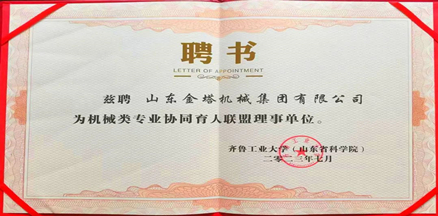 聘书
LETTER OF APPOINTMENT
兹聘 山东金塔机械集团有限公司
为机械类专业协同育人联盟理事单位。
齐鲁工业大学(山东省科学院)
二〇二三年七月